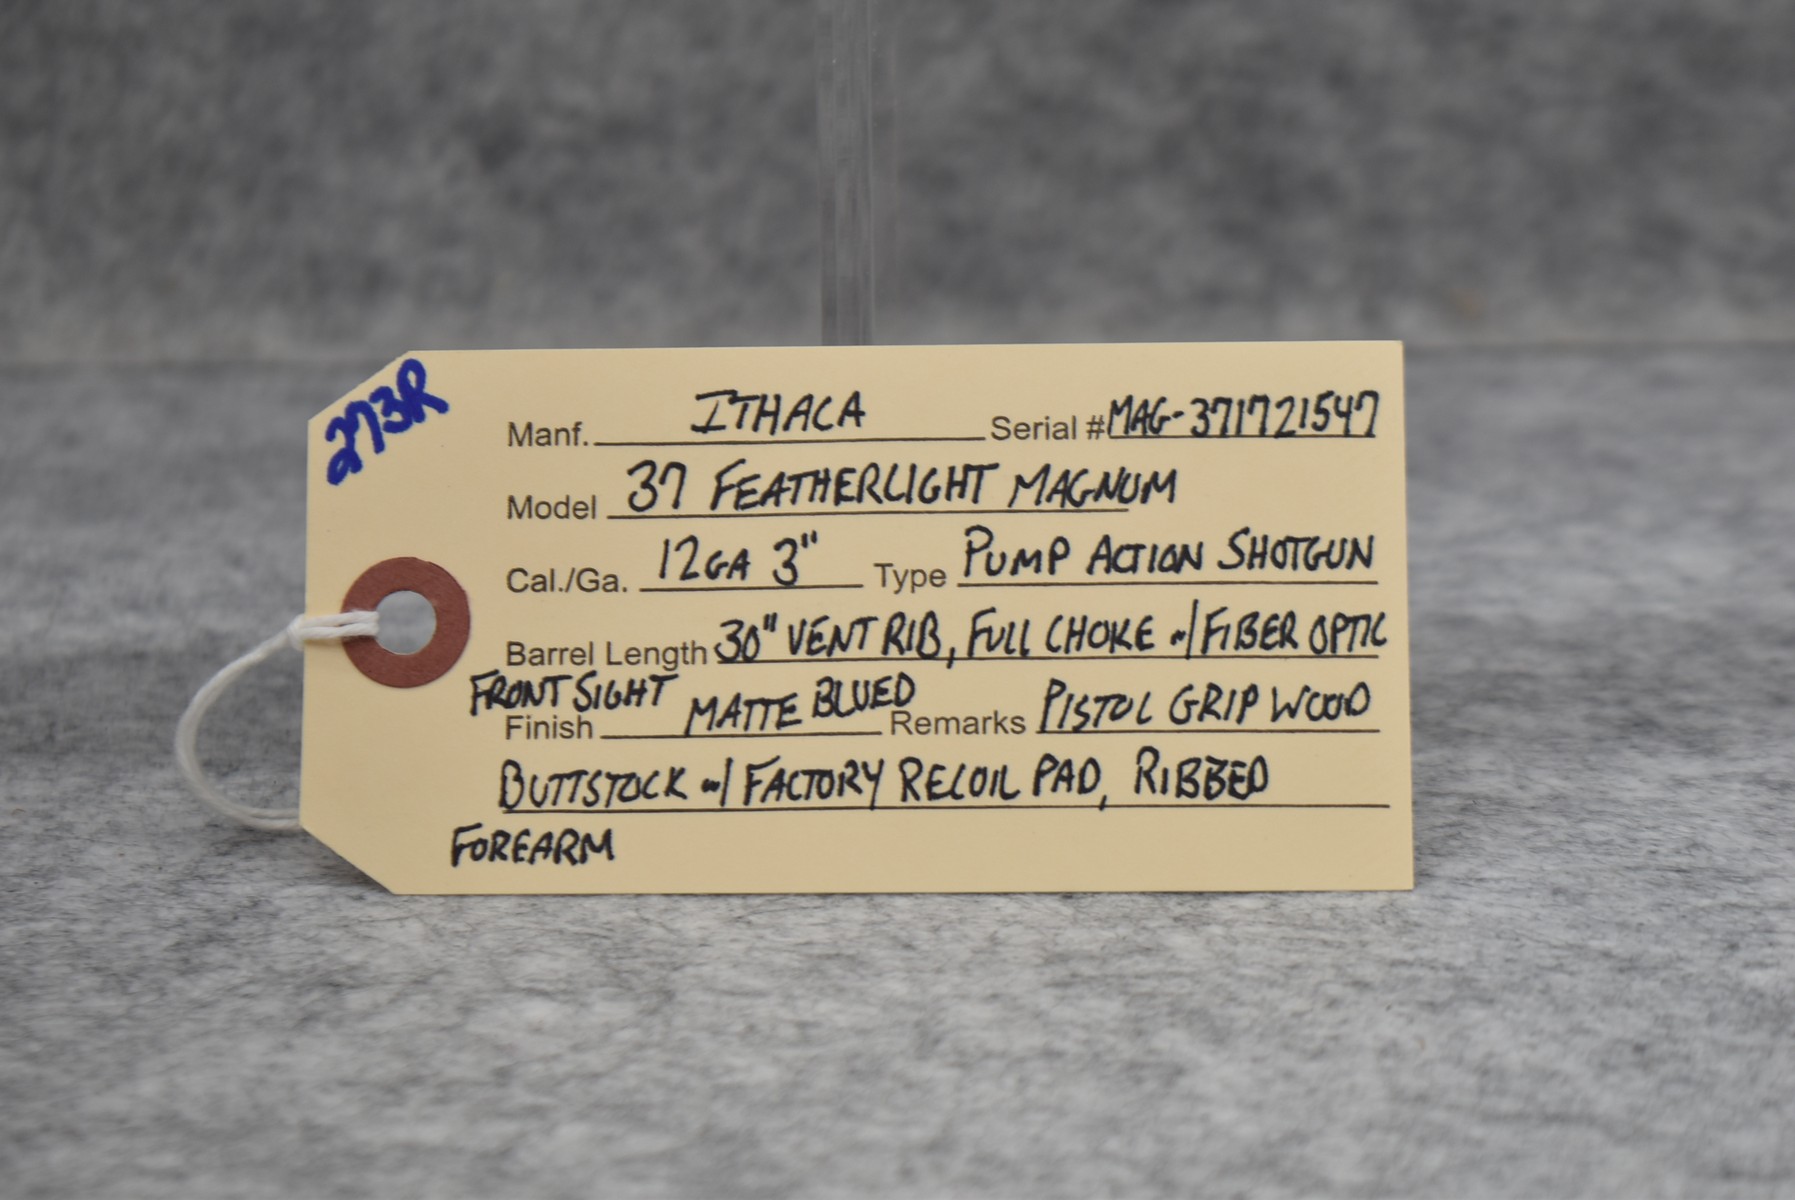 273R
Manf. ITHACA Serial # MAG-371721547
Model 37 FEATHERLIGHT MAGNUM
Cal./Ga. 12GA 3" Type PUMP ACTION SHOTGUN
Barrel Length 30" VENT RIB, FULL CHOKE w/ FIBER OPTIC
FRONT SIGHT
Finish MATTE BLUED Remarks PISTOL GRIP WOOD
BUTTSTOCK w/ FACTORY RECOIL PAD, RIBBED
FOREARM